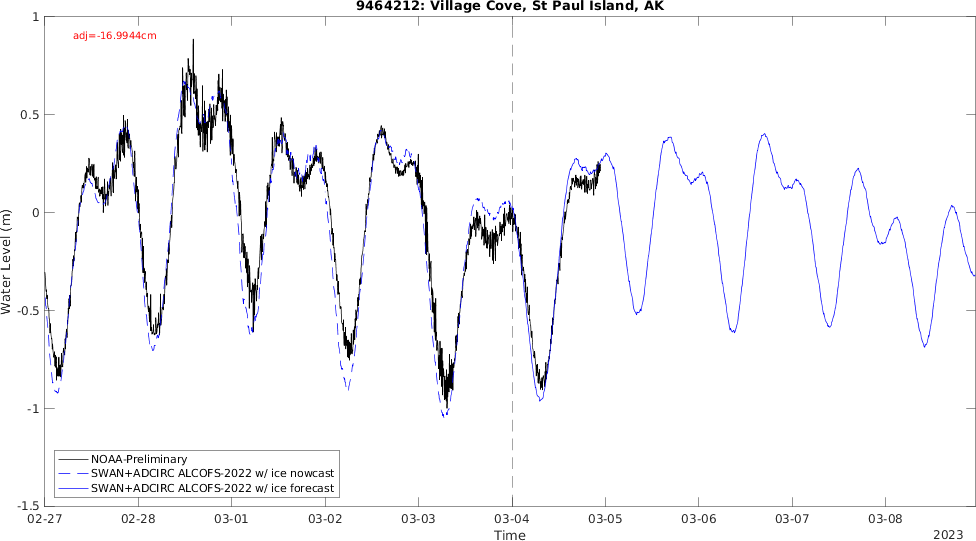 9464212: Village Cove, St Paul Island, AK
adj=-16.9944cm
Water Level (m)
1
0.5
0
-0.5
-1
-1.5
NOAA-Preliminary
SWAN+ADCIRC ALCOFS-2022 w/ ice nowcast
SWAN+ADCIRC ALCOFS-2022 w/ ice forecast
02-27 02-28 03-01 03-02 03-03 03-04 03-05 03-06 03-07 03-08
Time
2023